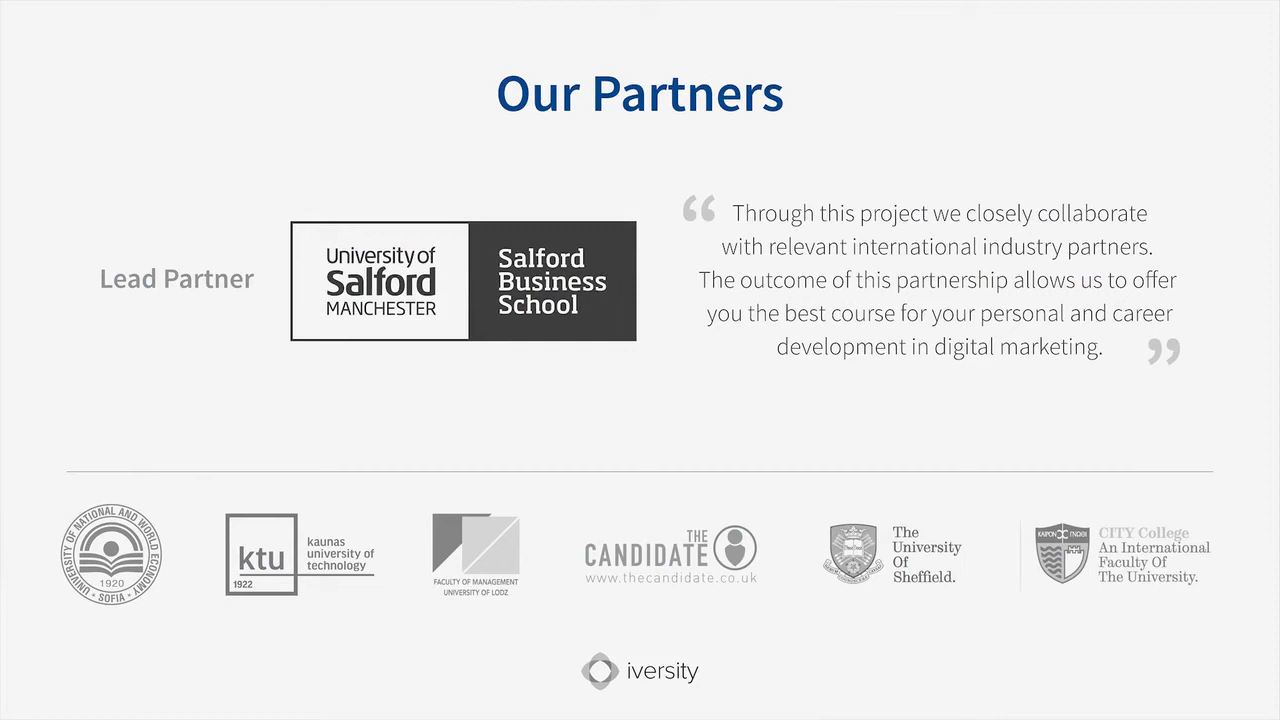 Our Partners
Lead Partner
University of
Salford
MANCHESTER
Salford
Business
School
“ Through this project we closely collaborate
with relevant international industry partners.
The outcome of this partnership allows us to offer
you the best course for your personal and career
development in digital marketing. ”
UNIVERSITY OF NATIONAL AND WORLD ECONOMY
1920
• SOFIA •
ktu
1922
kaunas
university of
technology
FACULTY OF MANAGEMENT
UNIVERSITY OF LODZ
THE
CANDIDATE
www.thecandidate.co.uk
The
University
Of
Sheffield.
CITY College
An International
Faculty Of
The University.
iversity